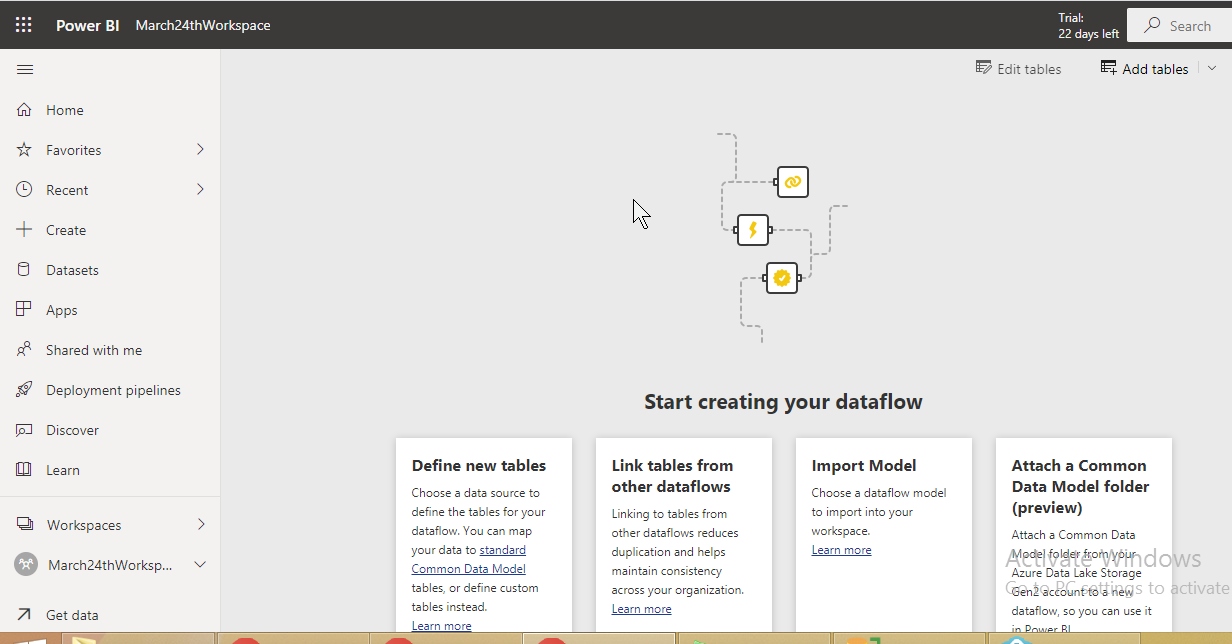 Power BI March24thWorkspace
Trial:
22 days left
Search
Edit tables
Add tables
Home
Favorites
Recent
Create
Datasets
Apps
Shared with me
Deployment pipelines
Discover
Learn
Workspaces
March24thWorksp...
Get data
Start creating your dataflow
Define new tables
Choose a data source to
define the tables for your
dataflow. You can map
your data to standard
Common Data Model
tables, or define custom
tables instead.
Learn more
Link tables from
other dataflows
Linking to tables from
other dataflows reduces
duplication and helps
maintain consistency
across your organization.
Learn more
Import Model
Choose a dataflow model
to import into your
workspace.
Learn more
Attach a Common
Data Model folder
(preview)
Attach a Common Data
Model folder from your
Azure Data Lake Storage
Gen2 account to a new
dataflow, so you can use it
in Power BI.
Activate Windows
Go to PC settings to activate